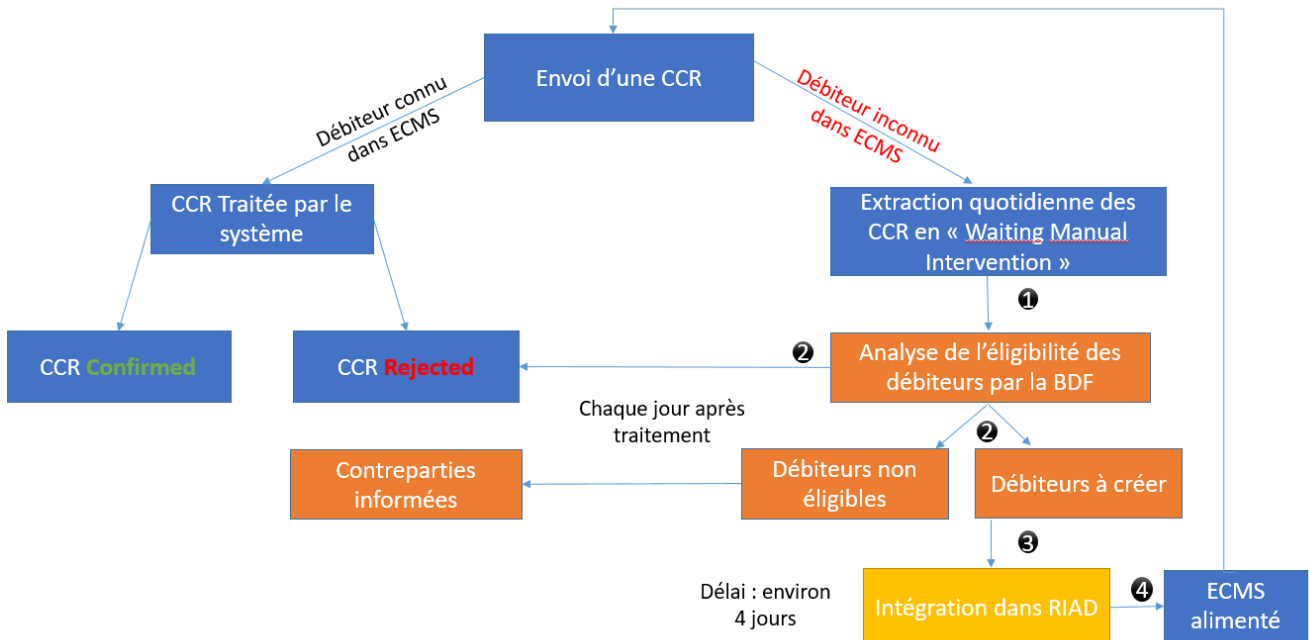 Envoi d’une CCR
Débiteur connu
dans ECMS
Débiteur inconnu
dans ECMS
CCR Traitée par le
système
Extraction quotidienne des
CCR en « Waiting Manual
Intervention »
❶
CCR Confirmed
CCR Rejected
❷
Analyse de l’éligibilité des
débiteurs par la BDF
Chaque jour après
traitement
❷
Contreparties
informées
Débiteurs non
éligibles
Débiteurs à créer
❸
Délai : environ
4 jours
Intégration dans RIAD
❹
ECMS
alimenté